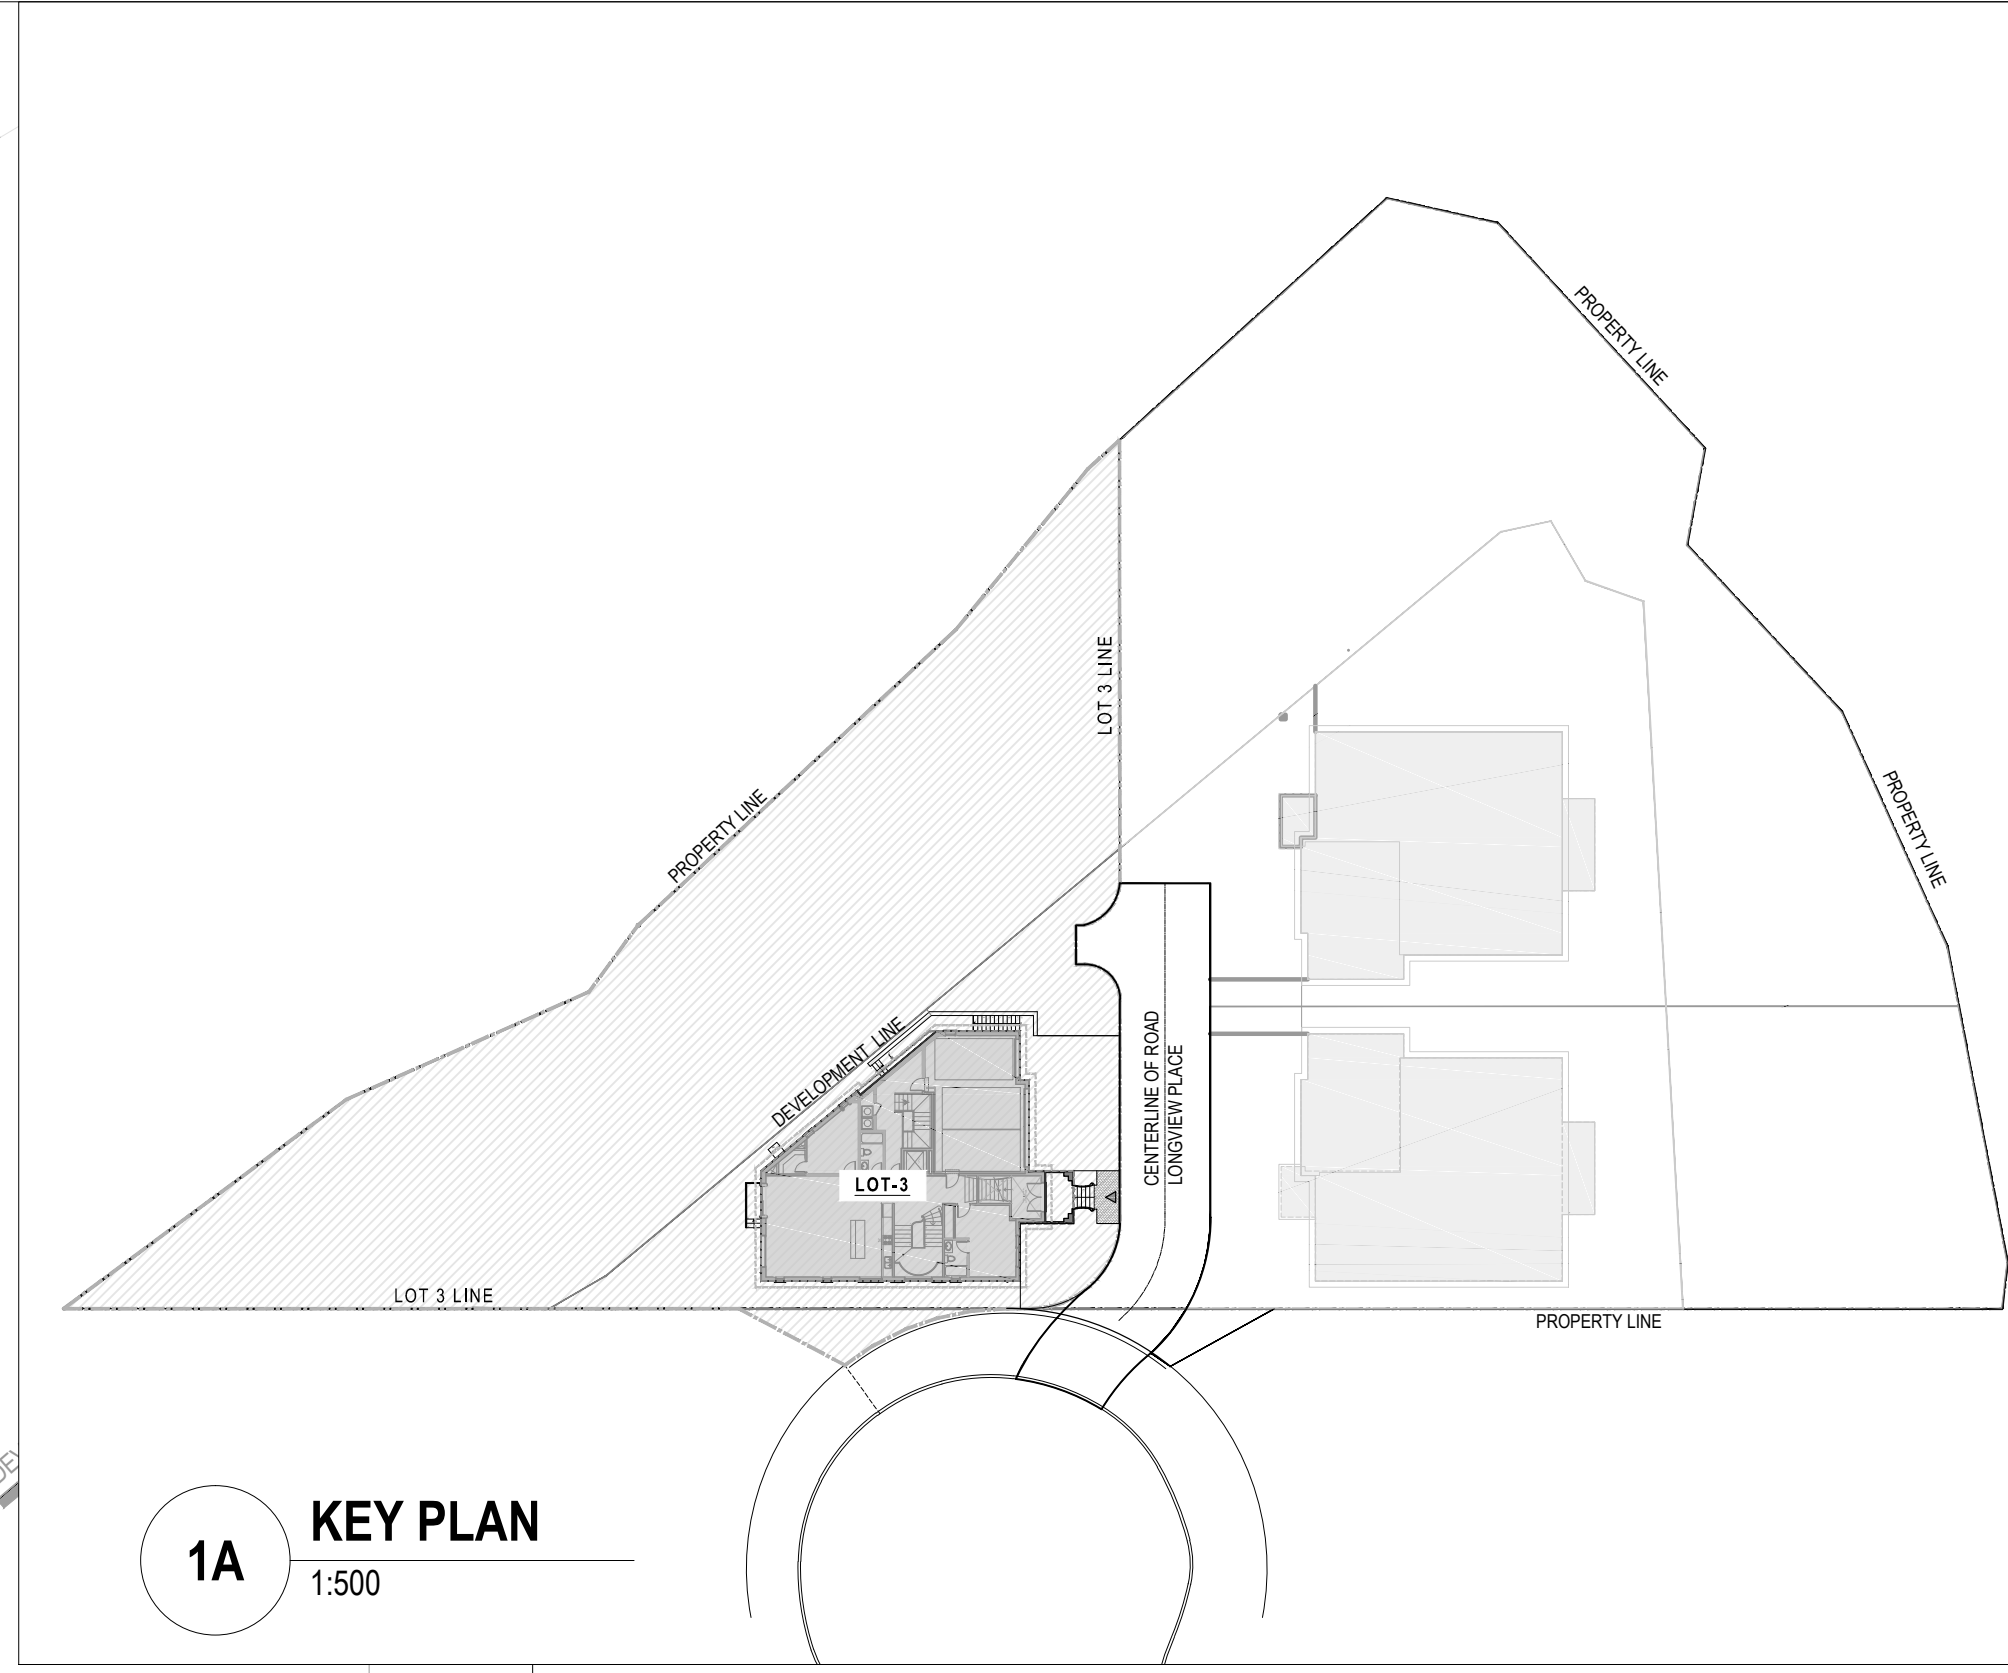 PROPERTY LINE
LOT 3 LINE
PROPERTY LINE
PROPERTY LINE
DEVELOPMENT LINE
CENTERLINE OF ROAD
LONGVIEW PLACE
LOT-3
LOT 3 LINE
PROPERTY LINE
1A
KEY PLAN
1:500